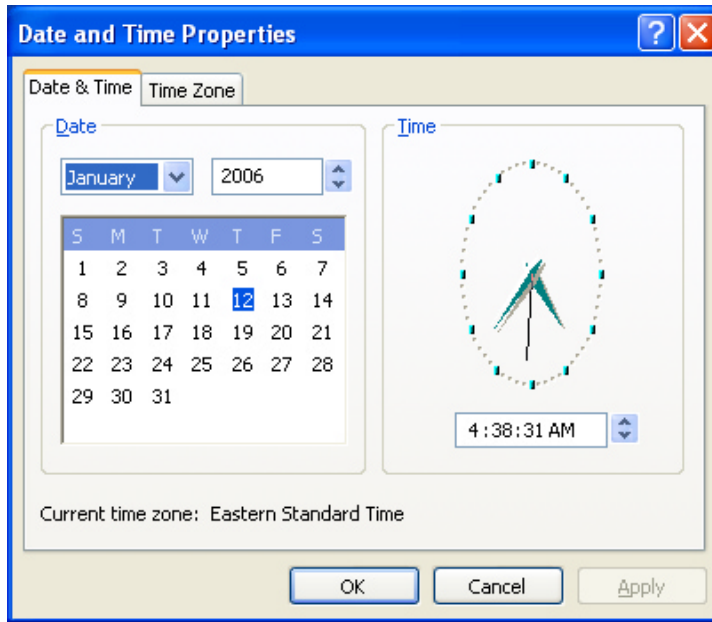 Date and Time Properties
Date & Time Time Zone
Date
January 2006
S M T W T F S
1 2 3 4 5 6 7
8 9 10 11 12 13 14
15 16 17 18 19 20 21
22 23 24 25 26 27 28
29 30 31
Time
4:38:31 AM
Current time zone: Eastern Standard Time
OK Cancel Apply